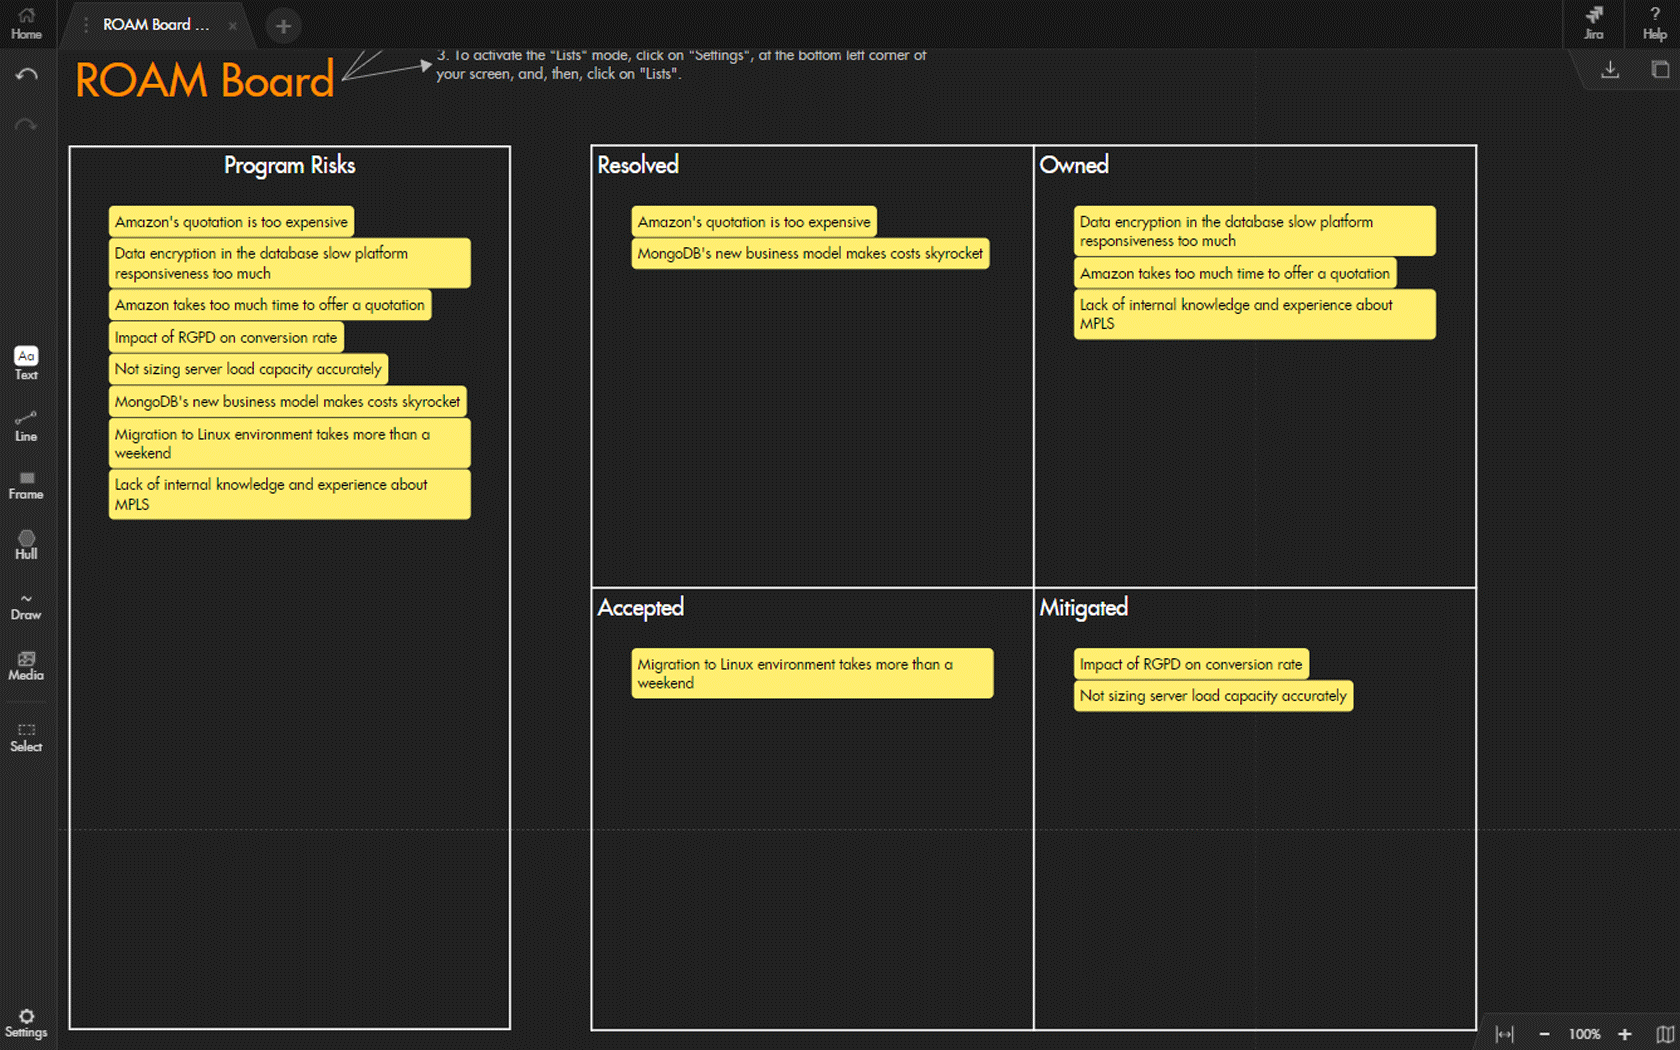 Home
ROAM Board ...
Jira
Help
3. To activate the "Lists" mode, click on "Settings", at the bottom left corner of
your screen, and, then, click on "Lists".
ROAM Board
Program Risks
Amazon's quotation is too expensive
Data encryption in the database slow platform
responsiveness too much
Amazon takes too much time to offer a quotation
Impact of RGPD on conversion rate
Not sizing server load capacity accurately
MongoDB's new business model makes costs skyrocket
Migration to Linux environment takes more than a
weekend
Lack of internal knowledge and experience about
MPLS
Resolved
Amazon's quotation is too expensive
MongoDB's new business model makes costs skyrocket
Owned
Data encryption in the database slow platform
responsiveness too much
Amazon takes too much time to offer a quotation
Lack of internal knowledge and experience about
MPLS
Accepted
Migration to Linux environment takes more than a
weekend
Mitigated
Impact of RGPD on conversion rate
Not sizing server load capacity accurately
Aa
Text
Line
Frame
Hull
Draw
Media
Select
Settings
100%